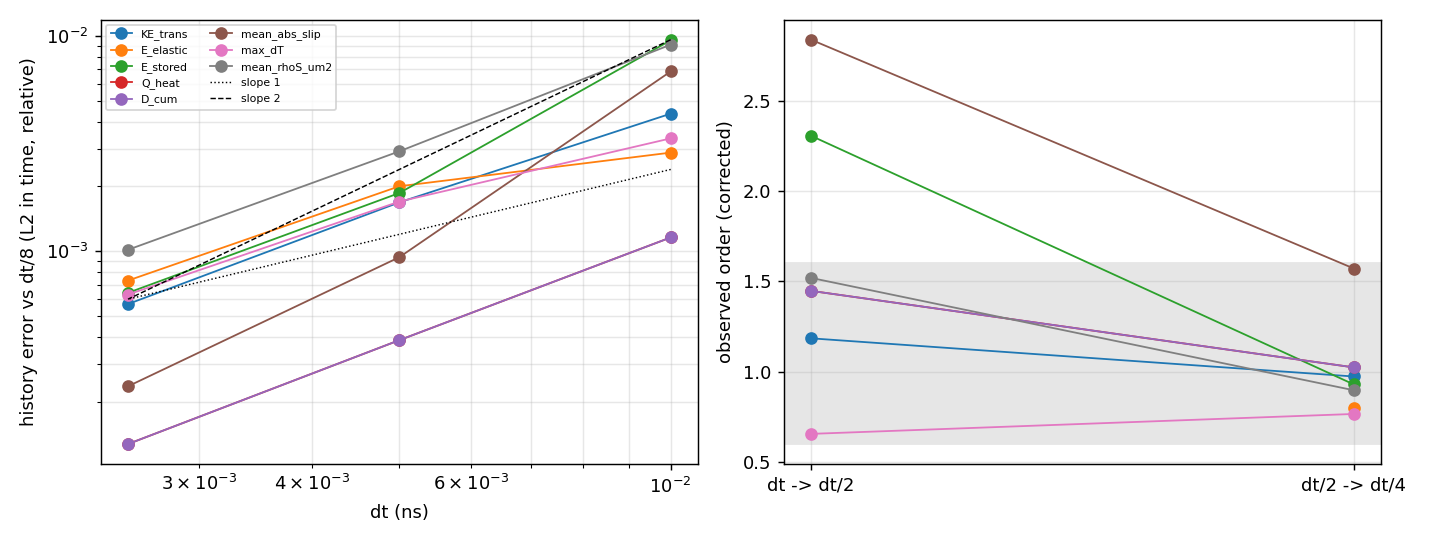 history error vs dt/8 (L2 in time, relative)
10⁻²
10⁻³
KE_trans
E_elastic
E_stored
Q_heat
D_cum
mean_abs_slip
max_dT
mean_rhoS_um2
slope 1
slope 2
3 × 10⁻³
4 × 10⁻³
6 × 10⁻³
10⁻²
dt (ns)
observed order (corrected)
2.5
2.0
1.5
1.0
0.5
dt -> dt/2
dt/2 -> dt/4